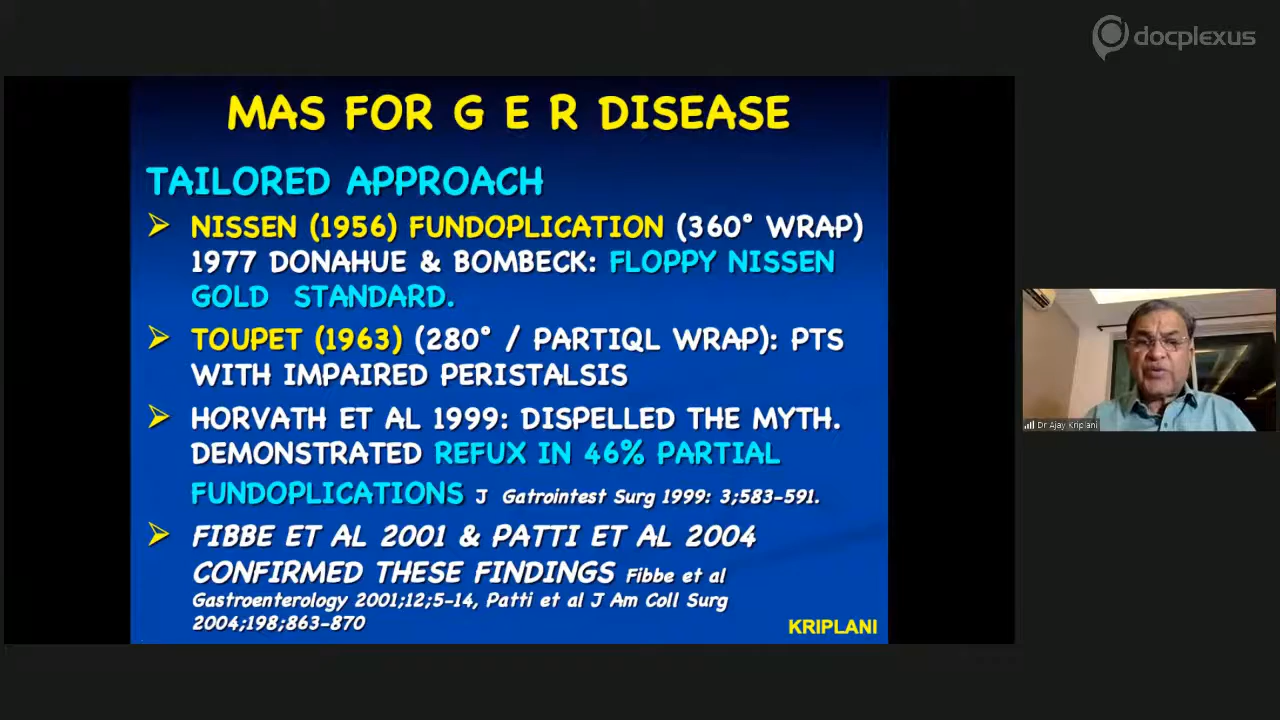 docplexus
MAS FOR G E R DISEASE
TAILORED APPROACH
NISSEN (1956) FUNDOPLICATION (360° WRAP)
1977 DONAHUE & BOMBECK: FLOPPY NISSEN
GOLD STANDARD.
TOUPET (1963) (280° / PARTIQL WRAP): PTS
WITH IMPAIRED PERISTALSIS
HORVATH ET AL 1999: DISPELLED THE MYTH.
DEMONSTRATED REFUX IN 46% PARTIAL
FUNDOPLICATIONS J Gatrointest Surg 1999: 3;583-591.
FIBBE ET AL 2001 & PATTI ET AL 2004
CONFIRMED THESE FINDINGS Fibbe et al
Gastroenterology 2001;12;5-14, Patti et al J Am Coll Surg
2004;198;863-870
KRIPLANI
Dr Ajay Kriplani